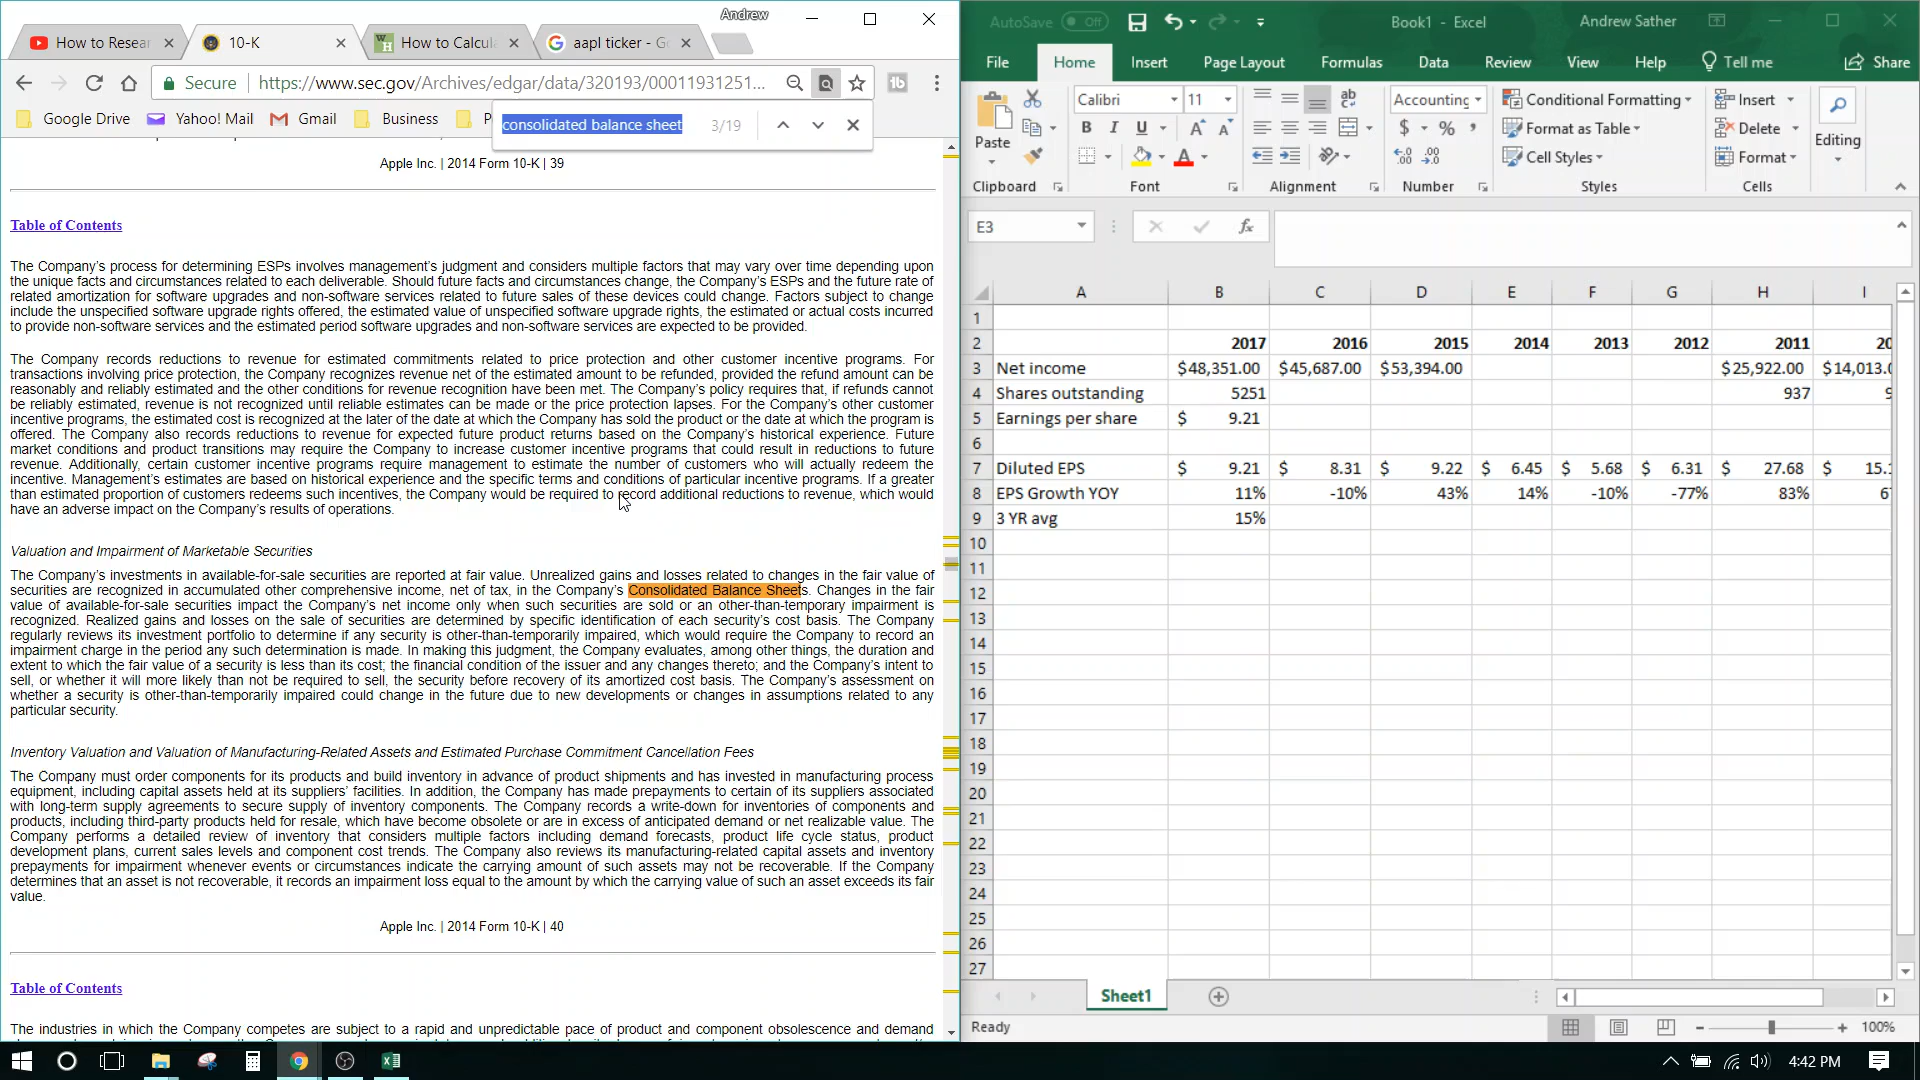 Andrew
How to Resear
10-K
How to Calcula
aapl ticker - Go
Secure https://www.sec.gov/Archives/edgar/data/320193/00011931251...
Google Drive Yahoo! Mail Gmail Business P
consolidated balance sheet 3/19
Apple Inc. | 2014 Form 10-K | 39
Table of Contents
The Company's process for determining ESPs involves management's judgment and considers multiple factors that may vary over time depending upon
the unique facts and circumstances related to each deliverable. Should future facts and circumstances change, the Company's ESPs and the future rate of
related amortization for software upgrades and non-software services related to future sales of these devices could change. Factors subject to change
include the unspecified software upgrade rights offered, the estimated value of unspecified software upgrade rights, the estimated or actual costs incurred
to provide non-software services and the estimated period software upgrades and non-software services are expected to be provided.
The Company records reductions to revenue for estimated commitments related to price protection and other customer incentive programs. For
transactions involving price protection, the Company recognizes revenue net of the estimated amount to be refunded, provided the refund amount can be
reasonably and reliably estimated and the other conditions for revenue recognition have been met. The Company's policy requires that, if refunds cannot
be reliably estimated, revenue is not recognized until reliable estimates can be made or the price protection lapses. For the Company's other customer
incentive programs, the estimated cost is recognized at the later of the date at which the Company has sold the product or the date at which the program is
offered. The Company also records reductions to revenue for expected future product returns based on the Company's historical experience. Future
market conditions and product transitions may require the Company to increase customer incentive programs that could result in reductions to future
revenue. Additionally, certain customer incentive programs require management to estimate the number of customers who will actually redeem the
incentive. Management's estimates are based on historical experience and the specific terms and conditions of particular incentive programs. If a greater
than estimated proportion of customers redeems such incentives, the Company would be required to record additional reductions to revenue, which would
have an adverse impact on the Company's results of operations.
Valuation and Impairment of Marketable Securities
The Company's investments in available-for-sale securities are reported at fair value. Unrealized gains and losses related to changes in the fair value of
securities are recognized in accumulated other comprehensive income, net of tax, in the Company's Consolidated Balance Sheets. Changes in the fair
value of available-for-sale securities impact the Company's net income only when such securities are sold or an other-than-temporary impairment is
recognized. Realized gains and losses on the sale of securities are determined by specific identification of each security's cost basis. The Company
regularly reviews its investment portfolio to determine if any security is other-than-temporarily impaired, which would require the Company to record an
impairment charge in the period any such determination is made. In making this judgment, the Company evaluates, among other things, the duration and
extent to which the fair value of a security is less than its cost; the financial condition of the issuer and any changes thereto; and the Company's intent to
sell, or whether it will more likely than not be required to sell, the security before recovery of its amortized cost basis. The Company's assessment on
whether a security is other-than-temporarily impaired could change in the future due to new developments or changes in assumptions related to any
particular security.
Inventory Valuation and Valuation of Manufacturing-Related Assets and Estimated Purchase Commitment Cancellation Fees
The Company must order components for its products and build inventory in advance of product shipments and has invested in manufacturing process
equipment, including capital assets held at its suppliers' facilities. In addition, the Company has made prepayments to certain of its suppliers associated
with long-term supply agreements to secure supply of inventory components. The Company records a write-down for inventories of components and
products, including third-party products held for resale, which have become obsolete or are in excess of anticipated demand or net realizable value. The
Company performs a detailed review of inventory that considers multiple factors including demand forecasts, product life cycle status, product
development plans, current sales levels and component cost trends. The Company also reviews its manufacturing-related capital assets and inventory
prepayments for impairment whenever events or circumstances indicate the carrying amount of such assets may not be recoverable. If the Company
determines that an asset is not recoverable, it records an impairment loss equal to the amount by which the carrying value of such an asset exceeds its fair
value.
Apple Inc. | 2014 Form 10-K | 40
Table of Contents
The industries in which the Company competes are subject to a rapid and unpredictable pace of product and component obsolescence and demand
AutoSave Off Book1 - Excel Andrew Sather
File Home Insert Page Layout Formulas Data Review View Help Tell me Share
Paste Calibri 11 Accounting Conditional Formatting Insert
B I U A A $ % Format as Table Delete Editing
A Cell Styles Format
Clipboard Font Alignment Number Styles Cells
E3 fx
A B C D E F G H I
1
2 2017 2016 2015 2014 2013 2012 2011 20
3 Net income $48,351.00 $45,687.00 $53,394.00 $25,922.00 $14,013.0
4 Shares outstanding 5251 937 9
5 Earnings per share $ 9.21
6
7 Diluted EPS $ 9.21 $ 8.31 $ 9.22 $ 6.45 $ 5.68 $ 6.31 $ 27.68 $ 15.1
8 EPS Growth YOY 11% -10% 43% 14% -10% -77% 83% 67
9 3 YR avg 15%
10
11
12
13
14
15
16
17
18
19
20
21
22
23
24
25
26
27
Sheet1
Ready 100%
4:42 PM